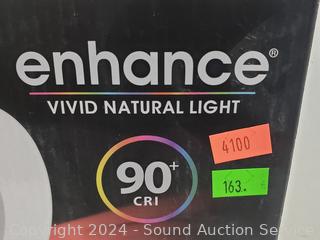 enhance®
VIVID NATURAL LIGHT
4100
90+
CRI
163..
Copyright 2024 - Sound Auction Service